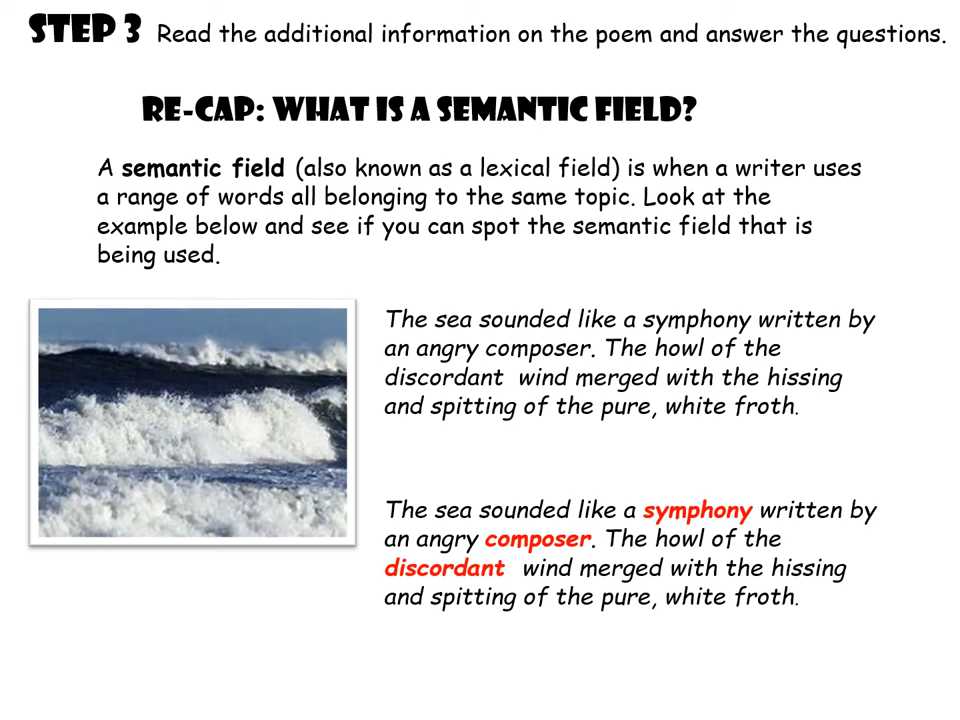 STEP 3 Read the additional information on the poem and answer the questions.
RE-CAP: WHAT IS A SEMANTIC FIELD?
A semantic field (also known as a lexical field) is when a writer uses
a range of words all belonging to the same topic. Look at the
example below and see if you can spot the semantic field that is
being used.
The sea sounded like a symphony written by
an angry composer. The howl of the
discordant wind merged with the hissing
and spitting of the pure, white froth.
The sea sounded like a symphony written by
an angry composer. The howl of the
discordant wind merged with the hissing
and spitting of the pure, white froth.